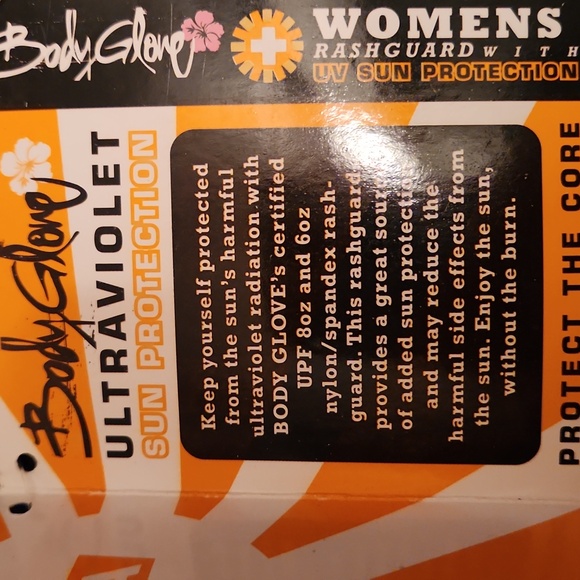 Body Glove
WOMENS
RASHGUARD WITH
UV SUN PROTECTION
Body Glove
ULTRAVIOLET
SUN PROTECTION
Keep yourself protected
from the sun's harmful
ultraviolet radiation with
BODY GLOVE's certified
UPF 8oz and 6oz
nylon/spandex rash-
guard. This rashguard
provides a great source
of added sun protection
and may reduce the
harmful side effects from
the sun. Enjoy the sun,
without the burn.
PROTECT THE CORE